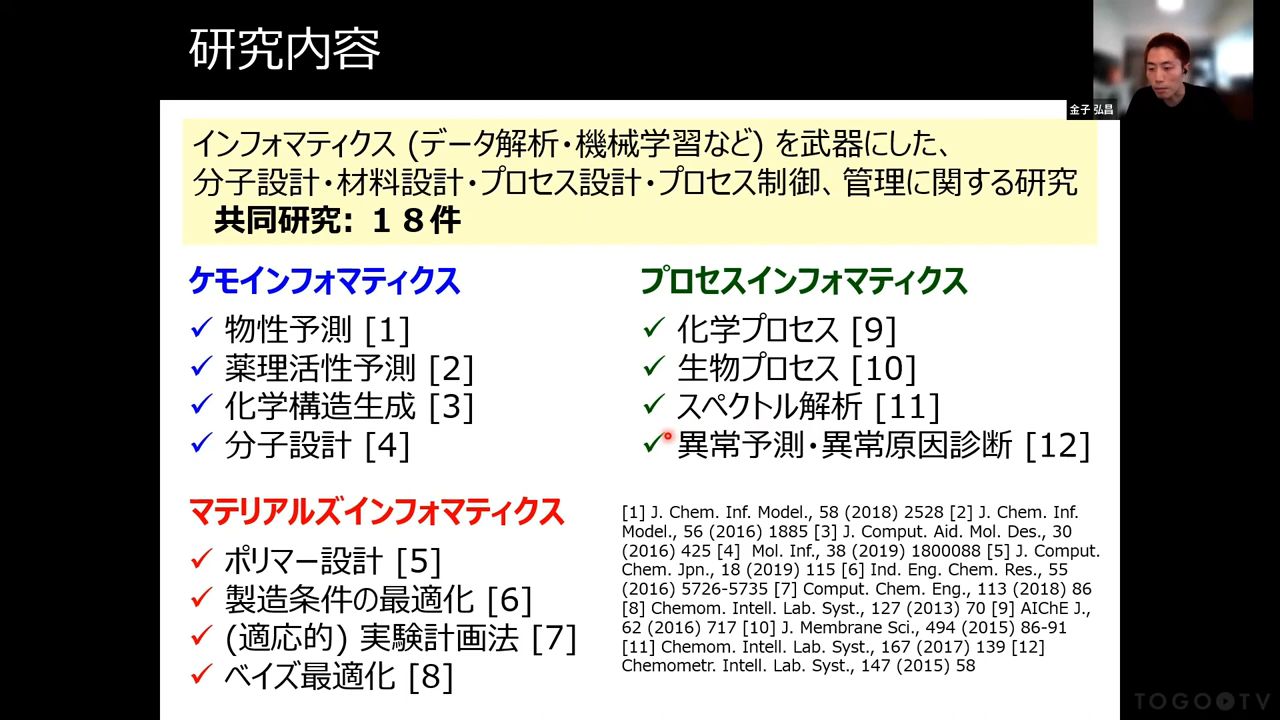 研究内容
金子 弘昌
インフォマティクス (データ解析・機械学習など) を武器にした、
分子設計・材料設計・プロセス設計・プロセス制御、管理に関する研究
共同研究: １８件
ケモインフォマティクス
✓ 物性予測 [1]
✓ 薬理活性予測 [2]
✓ 化学構造生成 [3]
✓ 分子設計 [4]
プロセスインフォマティクス
✓ 化学プロセス [9]
✓ 生物プロセス [10]
✓ スペクトル解析 [11]
✓ 異常予測・異常原因診断 [12]
マテリアルズインフォマティクス
✓ ポリマー設計 [5]
✓ 製造条件の最適化 [6]
✓ (適応的) 実験計画法 [7]
✓ ベイズ最適化 [8]
[1] J. Chem. Inf. Model., 58 (2018) 2528 [2] J. Chem. Inf.
Model., 56 (2016) 1885 [3] J. Comput. Aid. Mol. Des., 30
(2016) 425 [4] Mol. Inf., 38 (2019) 1800088 [5] J. Comput.
Chem. Jpn., 18 (2019) 115 [6] Ind. Eng. Chem. Res., 55
(2016) 5726-5735 [7] Comput. Chem. Eng., 113 (2018) 86
[8] Chemom. Intell. Lab. Syst., 127 (2013) 70 [9] AIChE J.,
62 (2016) 717 [10] J. Membrane Sci., 494 (2015) 86-91
[11] Chemom. Intell. Lab. Syst., 167 (2017) 139 [12]
Chemometr. Intell. Lab. Syst., 147 (2015) 58
TOGO TV